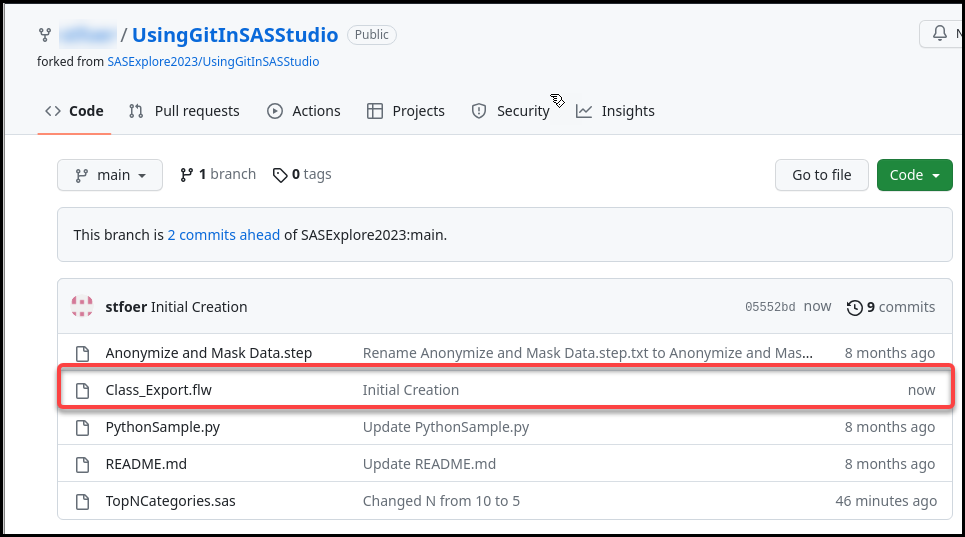 / UsingGitInSASStudio Public N
forked from SASExplore2023/UsingGitInSASStudio
Code Pull requests Actions Projects Security Insights
main 1 branch 0 tags Go to file Code
This branch is 2 commits ahead of SASExplore2023:main.
stfoer Initial Creation 05552bd now 9 commits
Anonymize and Mask Data.step Rename Anonymize and Mask Data.step.txt to Anonymize and Mas... 8 months ago
Class_Export.flw Initial Creation now
PythonSample.py Update PythonSample.py 8 months ago
README.md Update README.md 8 months ago
TopNCategories.sas Changed N from 10 to 5 46 minutes ago